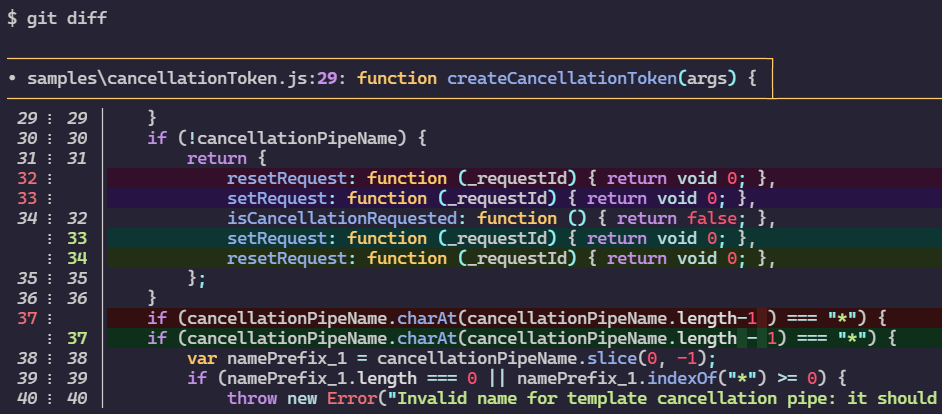 $ git diff
• samples\cancellationToken.js:29: function createCancellationToken(args) {
29 ⋮ 29 │    }
30 ⋮ 30 │    if (!cancellationPipeName) {
31 ⋮ 31 │        return {
32 ⋮    │            resetRequest: function (_requestId) { return void 0; },
33 ⋮    │            setRequest: function (_requestId) { return void 0; },
34 ⋮ 32 │            isCancellationRequested: function () { return false; },
   ⋮ 33 │            setRequest: function (_requestId) { return void 0; },
   ⋮ 34 │            resetRequest: function (_requestId) { return void 0; },
35 ⋮ 35 │        };
36 ⋮ 36 │    }
37 ⋮    │    if (cancellationPipeName.charAt(cancellationPipeName.length-1 ) === "*") {
   ⋮ 37 │    if (cancellationPipeName.charAt(cancellationPipeName.length - 1) === "*") {
38 ⋮ 38 │        var namePrefix_1 = cancellationPipeName.slice(0, -1);
39 ⋮ 39 │        if (namePrefix_1.length === 0 || namePrefix_1.indexOf("*") >= 0) {
40 ⋮ 40 │            throw new Error("Invalid name for template cancellation pipe: it should